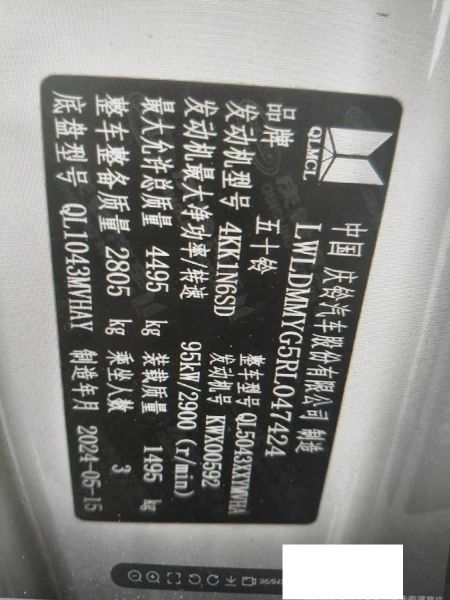 QLMCL
中国 庆铃汽车股份有限公司 制造
LWLDMMYG5RL047424
品牌 五十铃 整车型号 QL5043XXYMVHA
发动机型号 4KK1N6SD 发动机号 KWX00592
发动机最大净功率/转速 95kW/2900 (r/min)
最大允许总质量 4495 kg 装载质量 1495 kg
整车整备质量 2805 kg 乘坐人数 3
底盘型号 QL1043MVHAY 制造年月 2024-05-15